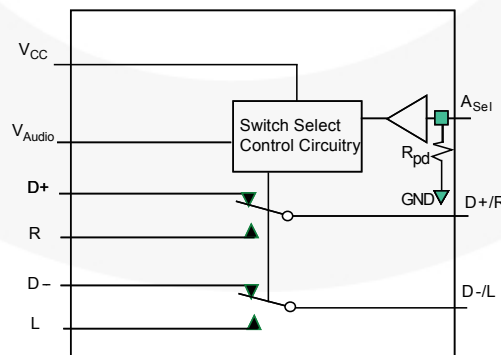 VCC
ASel
VAudio
Switch Select
Control Circuitry
Rpd
D+
GND
D+/R
R
D−
D-/L
L